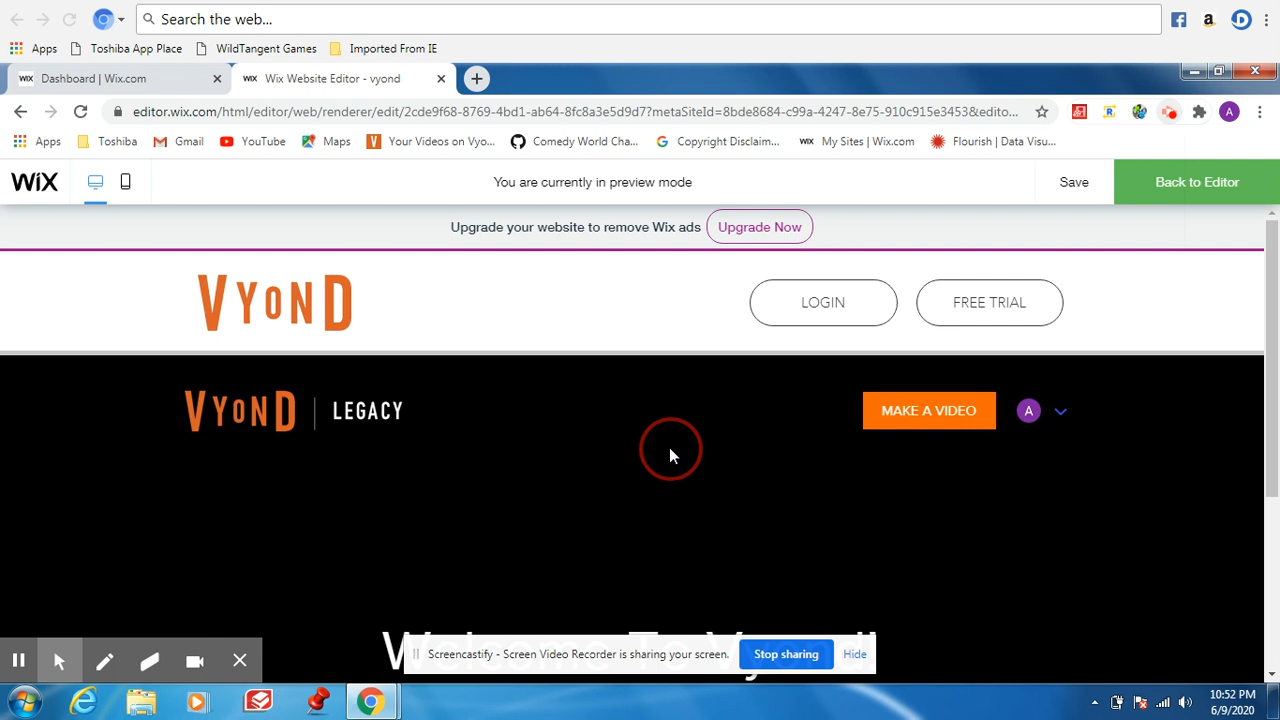 Search the web...
Apps Toshiba App Place WildTangent Games Imported From IE
Dashboard | Wix.com Wix Website Editor - vyond
editor.wix.com/html/editor/web/renderer/edit/2cde9f68-8769-4bd1-ab64-8fc8a3e5d9d7?metaSiteId=8bde8684-c99a-4247-8e75-910c915e3453&edito...
Apps Toshiba Gmail YouTube Maps Your Videos on Vyo... Comedy World Cha... Copyright Disclaim... My Sites | Wix.com Flourish | Data Visu...
WIX You are currently in preview mode Save Back to Editor
Upgrade your website to remove Wix ads Upgrade Now
VYOND LOGIN FREE TRIAL
VYOND | LEGACY MAKE A VIDEO A
Welcome To Vyond!
Screencastify - Screen Video Recorder is sharing your screen. Stop sharing Hide
10:52 PM
6/9/2020